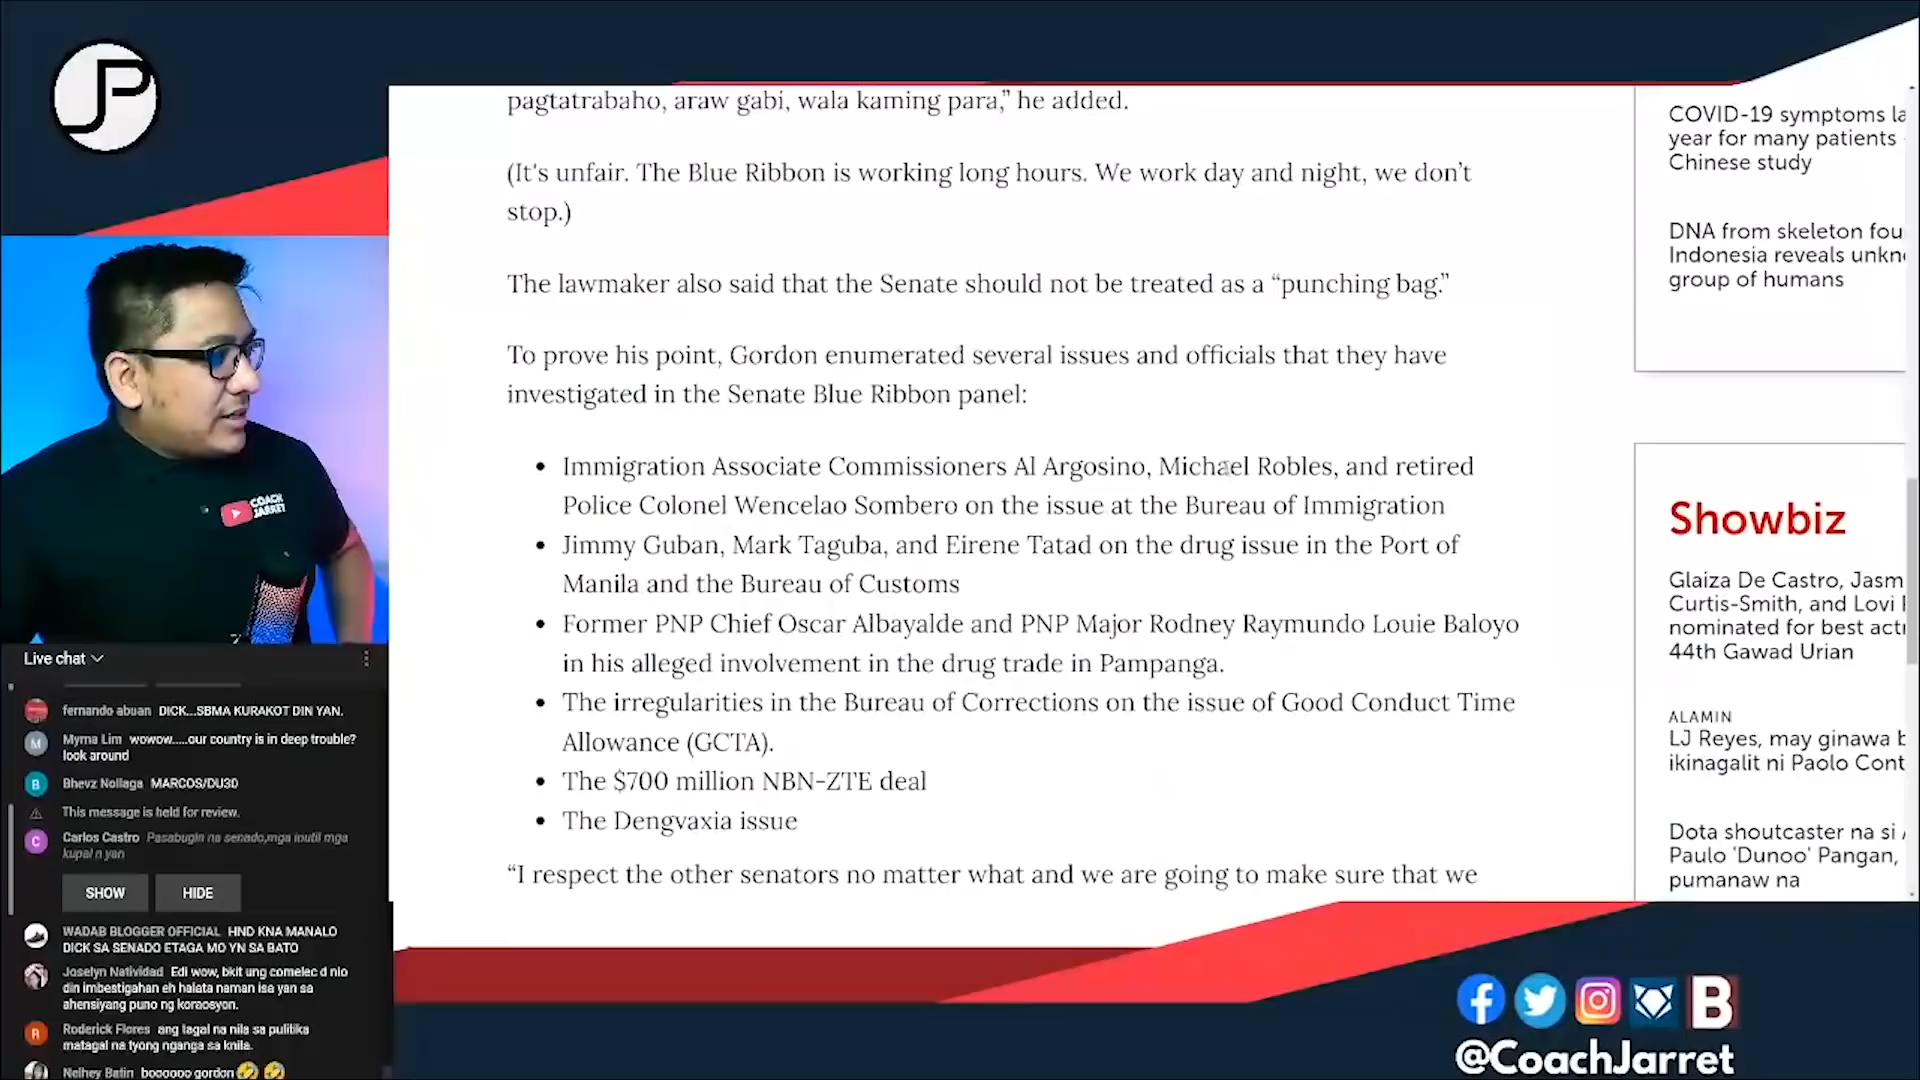 JP
pagtatrabaho, araw gabi, wala kaming para,” he added.
(It's unfair. The Blue Ribbon is working long hours. We work day and night, we don’t
stop.)
The lawmaker also said that the Senate should not be treated as a “punching bag.”
To prove his point, Gordon enumerated several issues and officials that they have
investigated in the Senate Blue Ribbon panel:
• Immigration Associate Commissioners Al Argosino, Michael Robles, and retired
Police Colonel Wencelao Sombero on the issue at the Bureau of Immigration
• Jimmy Guban, Mark Taguba, and Eirene Tatad on the drug issue in the Port of
Manila and the Bureau of Customs
• Former PNP Chief Oscar Albayalde and PNP Major Rodney Raymundo Louie Baloyo
in his alleged involvement in the drug trade in Pampanga.
• The irregularities in the Bureau of Corrections on the issue of Good Conduct Time
Allowance (GCTA).
• The $700 million NBN-ZTE deal
• The Dengvaxia issue
“I respect the other senators no matter what and we are going to make sure that we
COVID-19 symptoms la
year for many patients
Chinese study
DNA from skeleton fou
Indonesia reveals unkn
group of humans
Showbiz
Glaiza De Castro, Jasm
Curtis-Smith, and Lovi
nominated for best act
44th Gawad Urian
ALAMIN
LJ Reyes, may ginawa
ikinagalit ni Paolo Cont
Dota shoutcaster na si
Paulo 'Dunoo' Pangan,
pumanaw na
COACH
JARRET
Live chat
fernando abuan DICK...SBMA KURAKOT DIN YAN.
Myrna Lim wowow.....our country is in deep trouble?
look around
B
Bhevz Nollaga MARCOS/DU30
This message is held for review.
C
Carlos Castro Pasabugin na senado,mga inutil mga
kupal n yan
SHOW
HIDE
WADAB BLOGGER OFFICIAL HND KNA MANALO
DICK SA SENADO ETAGA MO YN SA BATO
Joselyn Natividad Edi wow, bkit ung comelec d nio
din imbestigahan eh halata naman isa yan sa
ahensiyang puno ng koraosyon.
R
Roderick Flores ang tagal na nila sa pulitika
matagal na tyong nganga sa knila.
Nelhey Batin boooooo gordon
M
B
@CoachJarret